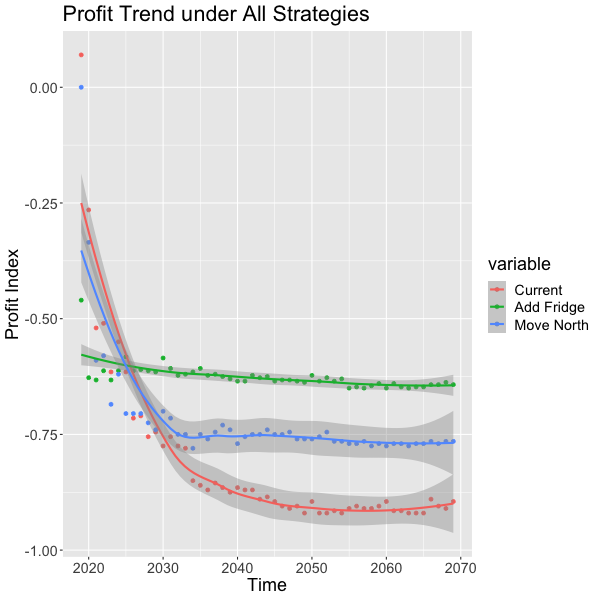 Profit Trend under All Strategies
Profit Index
0.00
-0.25
-0.50
-0.75
-1.00
2020 2030 2040 2050 2060 2070
Time
variable
Current
Add Fridge
Move North